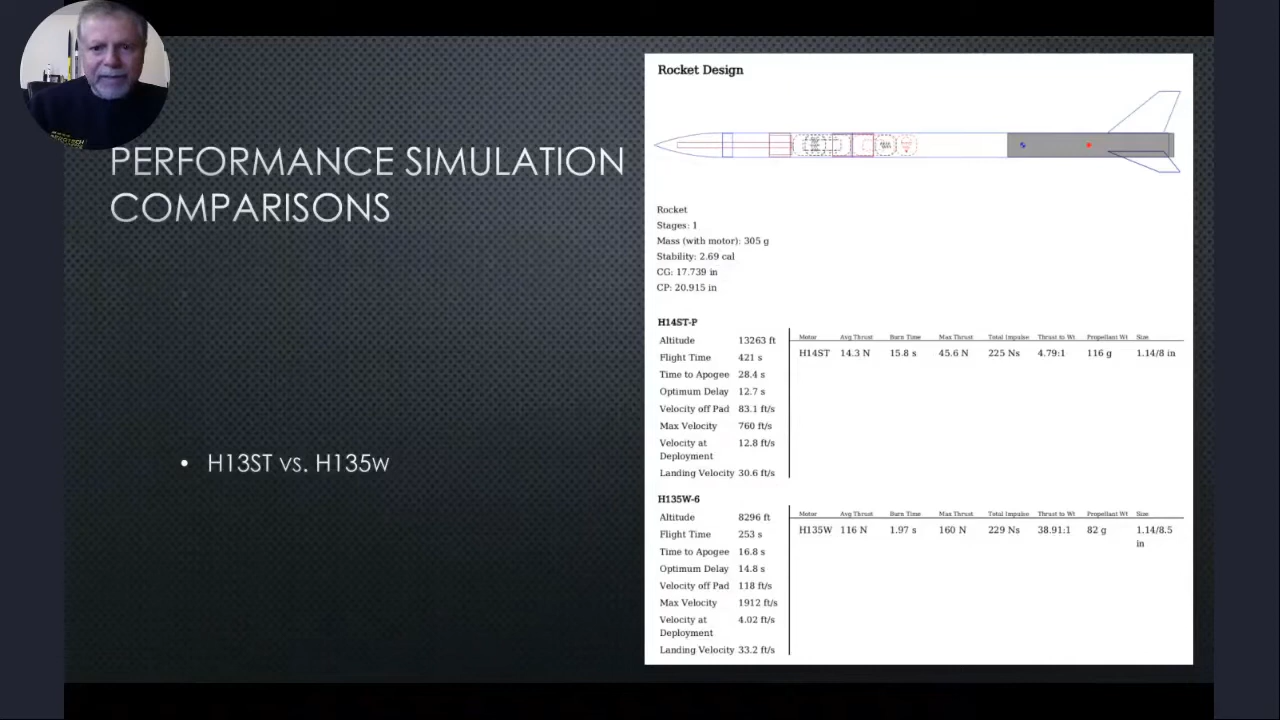 PERFORMANCE SIMULATION
COMPARISONS
• H13ST VS. H135W
Rocket Design
Rocket
Stages: 1
Mass (with motor): 305 g
Stability: 2.69 cal
CG: 17.739 in
CP: 20.915 in
H14ST-P
Altitude 13263 ft
Flight Time 421 s
Time to Apogee 28.4 s
Optimum Delay 12.7 s
Velocity off Pad 83.1 ft/s
Max Velocity 760 ft/s
Velocity at 12.8 ft/s
Deployment
Landing Velocity 30.6 ft/s
Motor Avg Thrust Burn Time Max Thrust Total Impulse Thrust to Wt Propellant Wt Size
H14ST 14.3 N 15.8 s 45.6 N 225 Ns 4.79:1 116 g 1.14/8 in
H135W-6
Altitude 8296 ft
Flight Time 253 s
Time to Apogee 16.8 s
Optimum Delay 14.8 s
Velocity off Pad 118 ft/s
Max Velocity 1912 ft/s
Velocity at 4.02 ft/s
Deployment
Landing Velocity 33.2 ft/s
Motor Avg Thrust Burn Time Max Thrust Total Impulse Thrust to Wt Propellant Wt Size
H135W 116 N 1.97 s 160 N 229 Ns 38.91:1 82 g 1.14/8.5
in